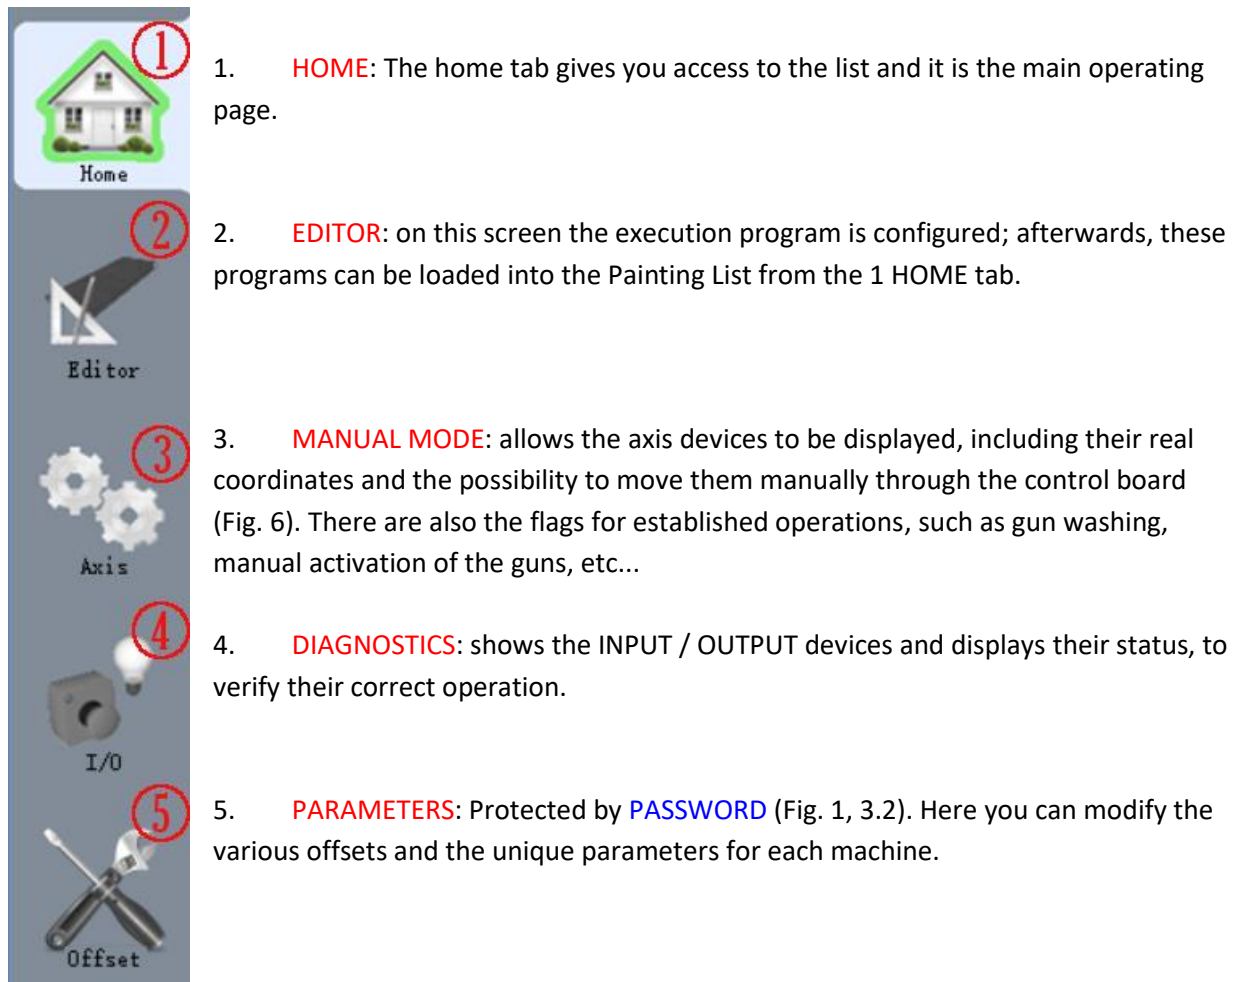 ①
1. HOME: The home tab gives you access to the list and it is the main operating
page.
Home
②
2. EDITOR: on this screen the execution program is configured; afterwards, these
programs can be loaded into the Painting List from the 1 HOME tab.
Editor
③
3. MANUAL MODE: allows the axis devices to be displayed, including their real
coordinates and the possibility to move them manually through the control board
(Fig. 6). There are also the flags for established operations, such as gun washing,
manual activation of the guns, etc...
Axis
④
4. DIAGNOSTICS: shows the INPUT / OUTPUT devices and displays their status, to
verify their correct operation.
I/O
⑤
5. PARAMETERS: Protected by PASSWORD (Fig. 1, 3.2). Here you can modify the
various offsets and the unique parameters for each machine.
Offset